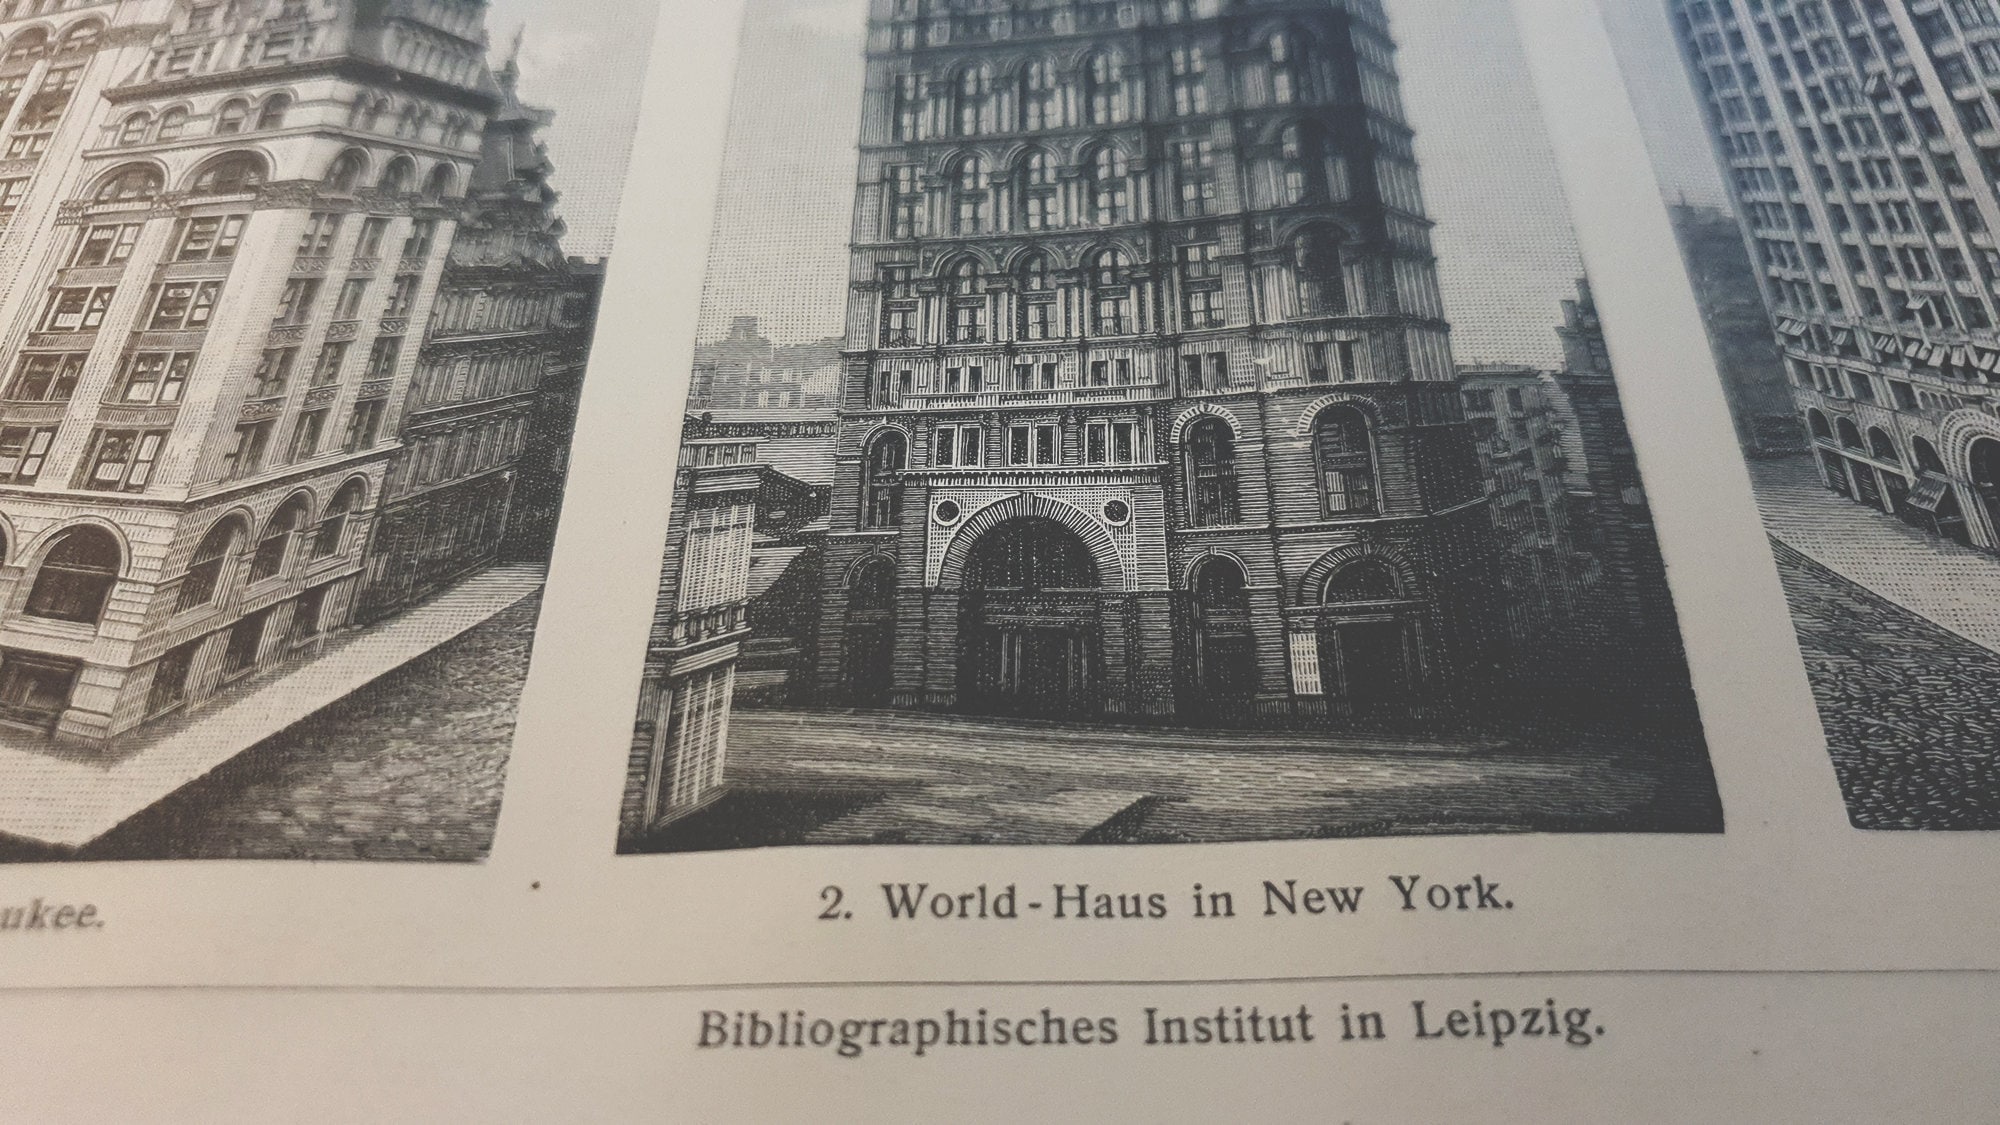 ukee.
2. World-Haus in New York.
Bibliographisches Institut in Leipzig.